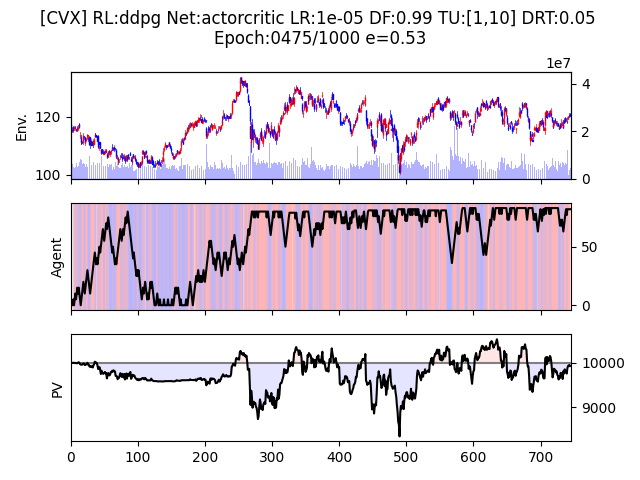 [CVX] RL:ddpg Net:actorcritic LR:1e-05 DF:0.99 TU:[1,10] DRT:0.05
Epoch:0475/1000 e=0.53
1e7
Env.
120
100
4
2
0
Agent
50
0
PV
10000
9000
0 100 200 300 400 500 600 700